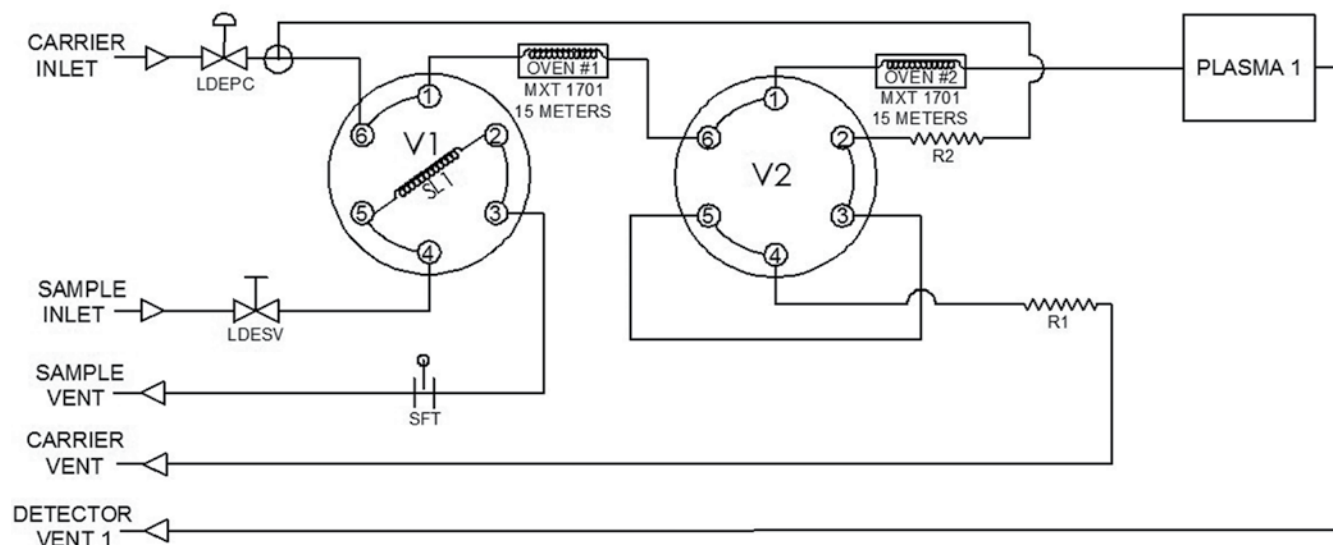 CARRIER
INLET
LDEPC
OVEN #1
MXT 1701
15 METERS
OVEN #2
MXT 1701
15 METERS
PLASMA 1
1
2
3
4
5
6
V1
SL1
1
2
3
4
5
6
V2
R2
R1
SAMPLE
INLET
LDESV
SAMPLE
VENT
SFT
CARRIER
VENT
DETECTOR
VENT 1